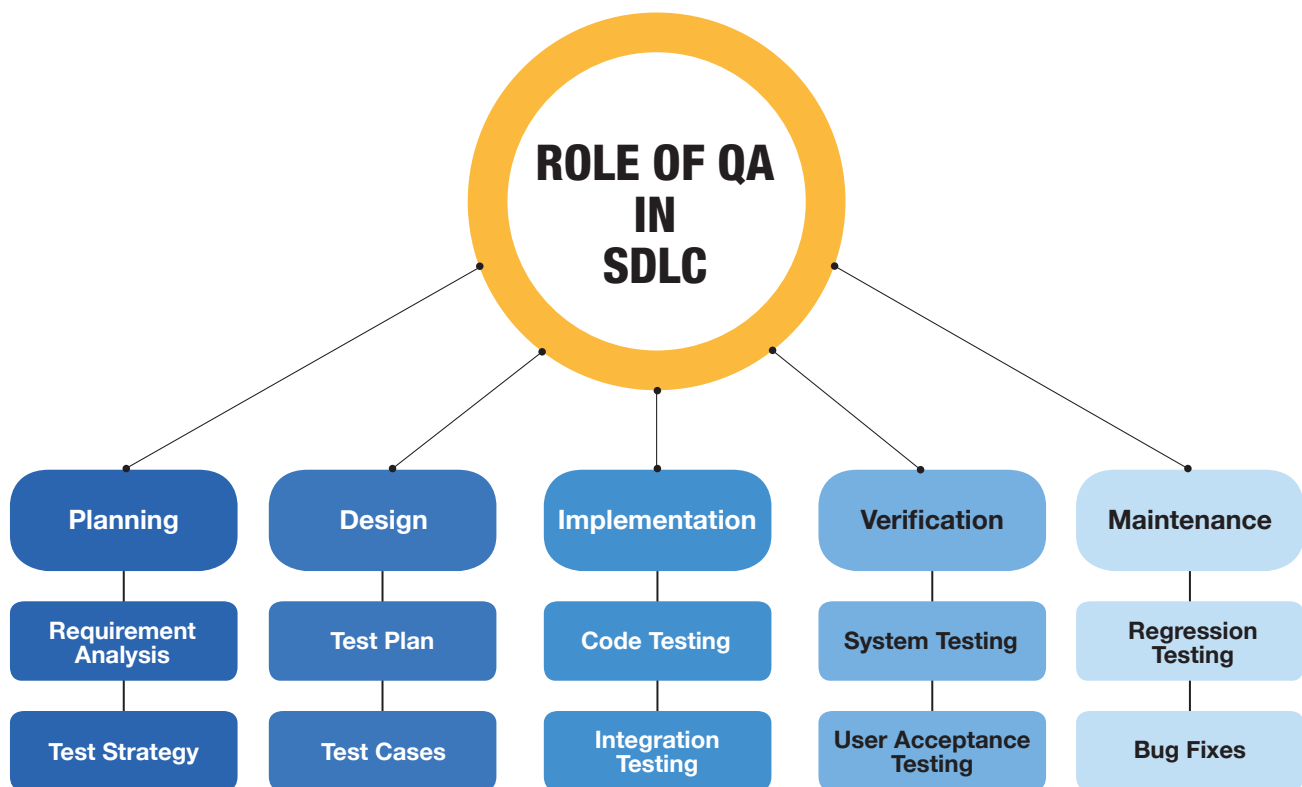 ROLE OF QA
IN
SDLC
Planning
Design
Implementation
Verification
Maintenance
Requirement
Analysis
Test Plan
Code Testing
System Testing
Regression
Testing
Test Strategy
Test Cases
Integration
Testing
User Acceptance
Testing
Bug Fixes